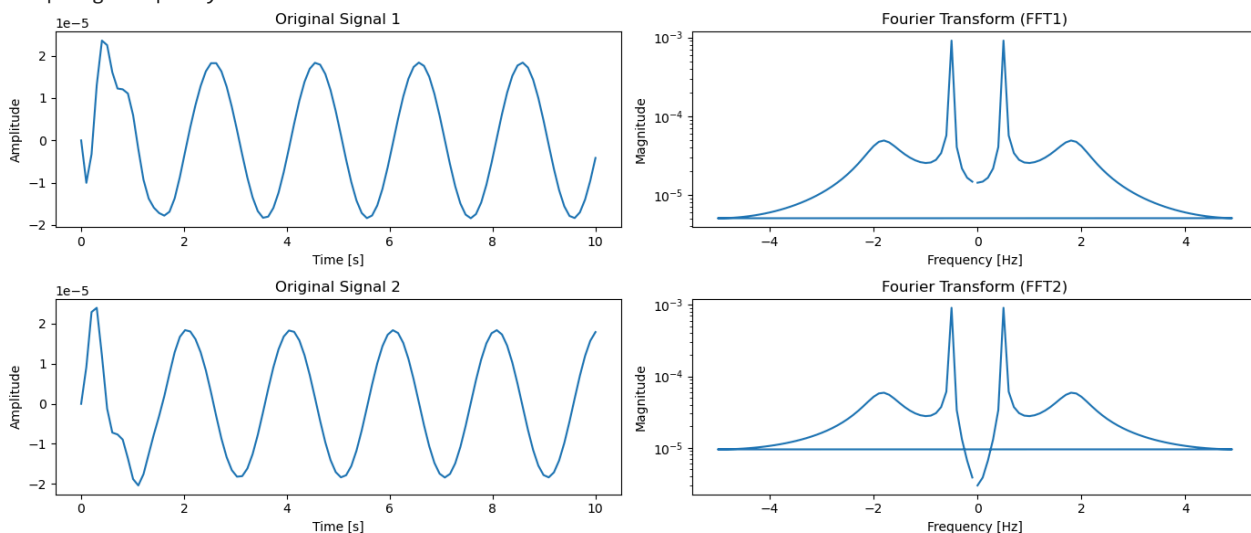 Original Signal 1
1e−5
Amplitude
2
1
0
−1
−2
0 2 4 6 8 10
Time [s]
Fourier Transform (FFT1)
Magnitude
10⁻³
10⁻⁴
10⁻⁵
−4 −2 0 2 4
Frequency [Hz]
Original Signal 2
1e−5
Amplitude
2
1
0
−1
−2
0 2 4 6 8 10
Time [s]
Fourier Transform (FFT2)
Magnitude
10⁻³
10⁻⁴
10⁻⁵
−4 −2 0 2 4
Frequency [Hz]